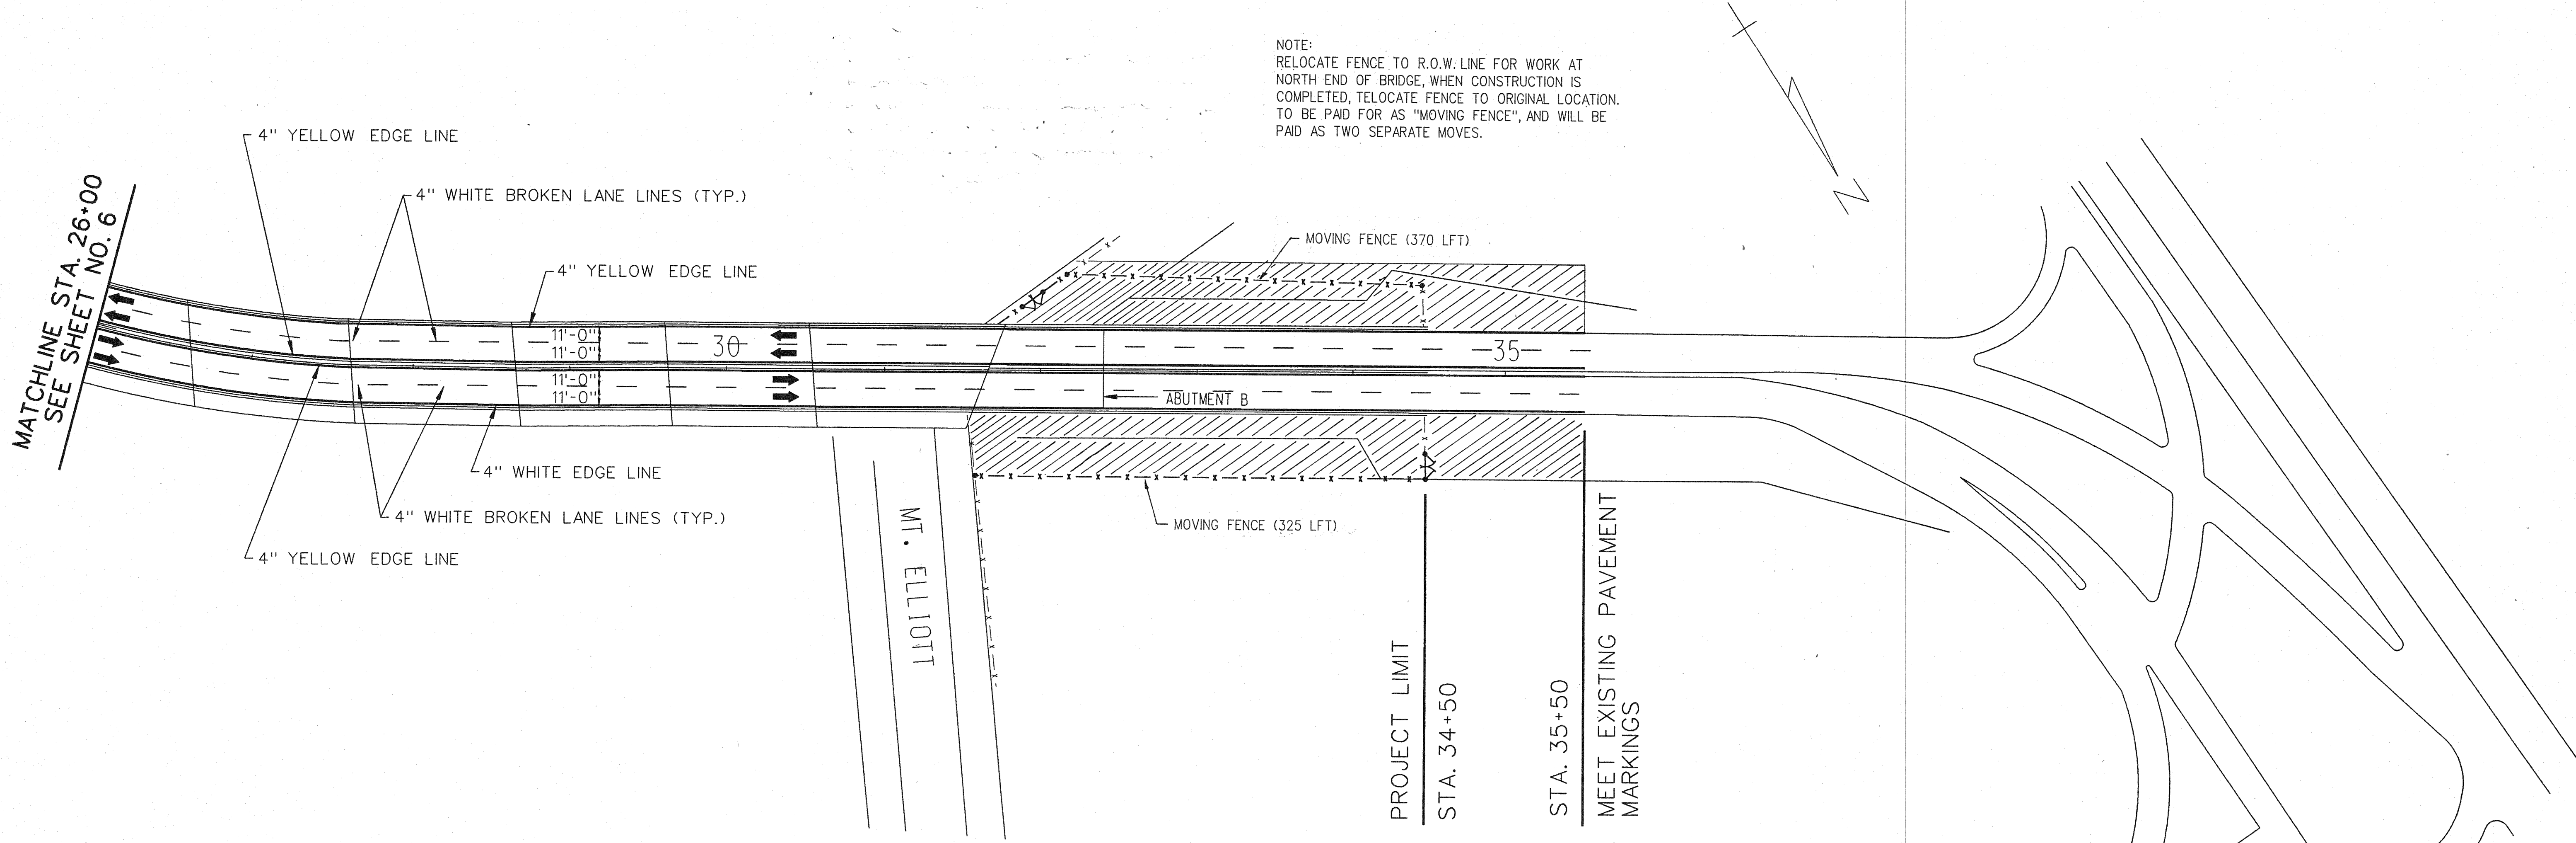 NOTE:
RELOCATE FENCE TO R.O.W. LINE FOR WORK AT
NORTH END OF BRIDGE, WHEN CONSTRUCTION IS
COMPLETED, TELOCATE FENCE TO ORIGINAL LOCATION.
TO BE PAID FOR AS "MOVING FENCE", AND WILL BE
PAID AS TWO SEPARATE MOVES.
4" YELLOW EDGE LINE
4" WHITE BROKEN LANE LINES (TYP.)
MATCHLINE STA. 26+00
SEE SHEET NO. 6
4" YELLOW EDGE LINE
MOVING FENCE (370 LFT)
N
11'-0"
11'-0"
30
35
11'-0"
11'-0"
ABUTMENT B
4" WHITE EDGE LINE
4" WHITE BROKEN LANE LINES (TYP.)
4" YELLOW EDGE LINE
MOVING FENCE (325 LFT)
MT. ELLIOTT
PROJECT LIMIT
STA. 34+50
STA. 35+50
MEET EXISTING PAVEMENT
MARKINGS